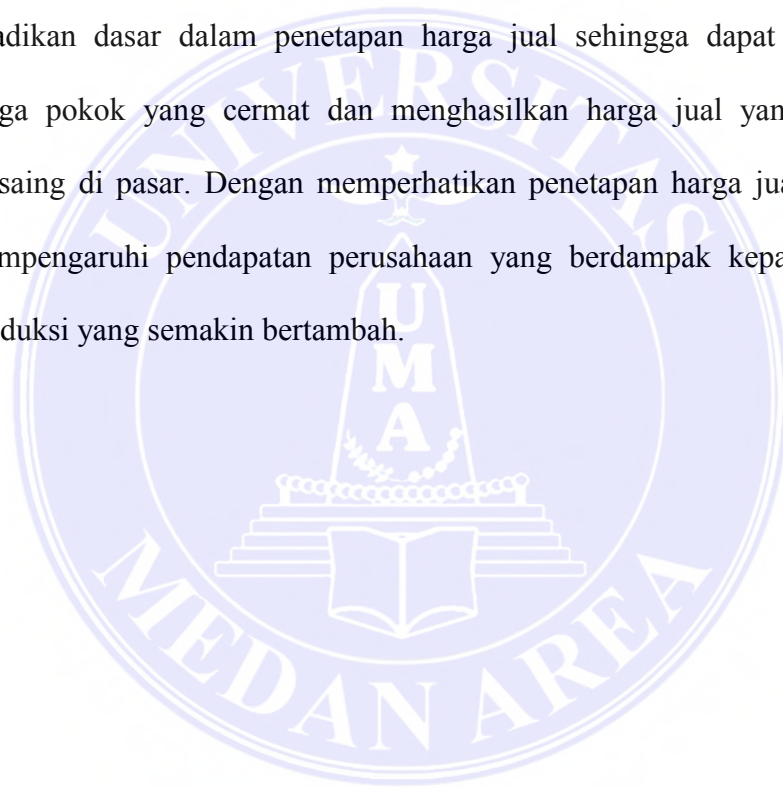 adikan dasar dalam penetapan harga jual sehingga dapat
ga pokok yang cermat dan menghasilkan harga jual yan
saing di pasar. Dengan memperhatikan penetapan harga jua
mpengaruhi pendapatan perusahaan yang berdampak kepa
duksi yang semakin bertambah.
UNIVERSITAS
UMA
MEDAN AREA